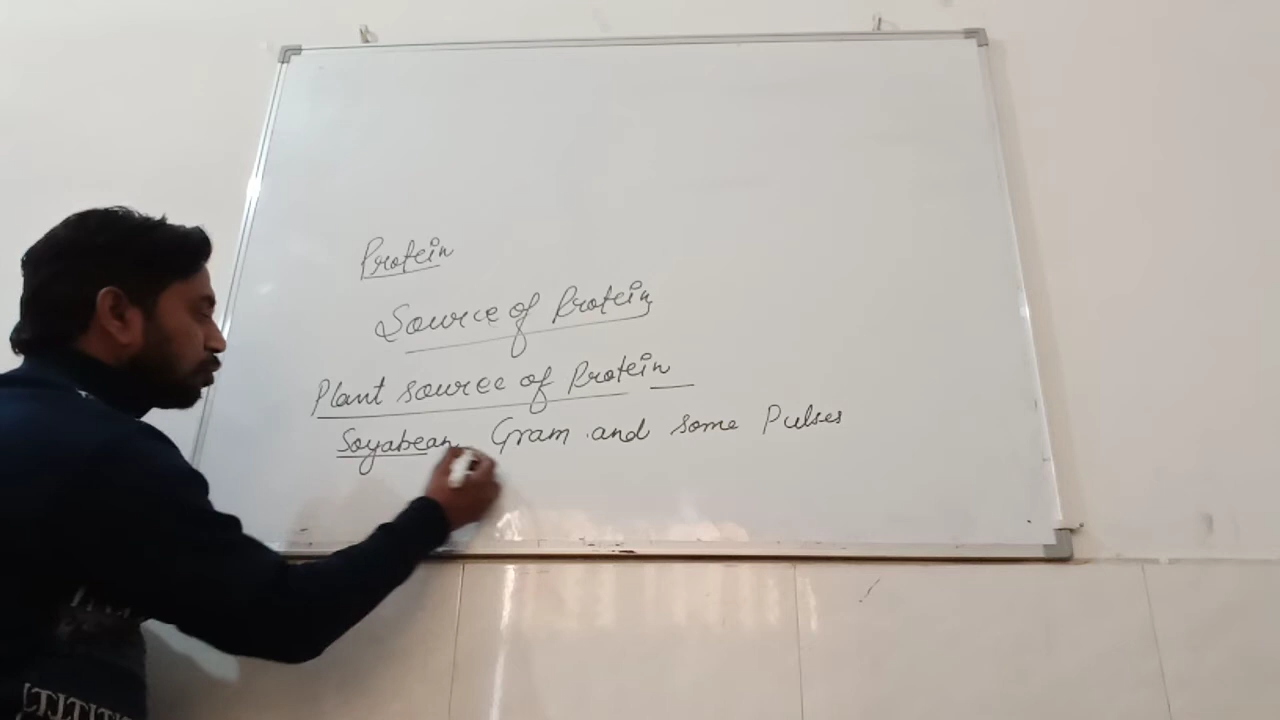 Protein
Source of Protein
Plant source of Protein
Soyabean, Gram and some Pulses